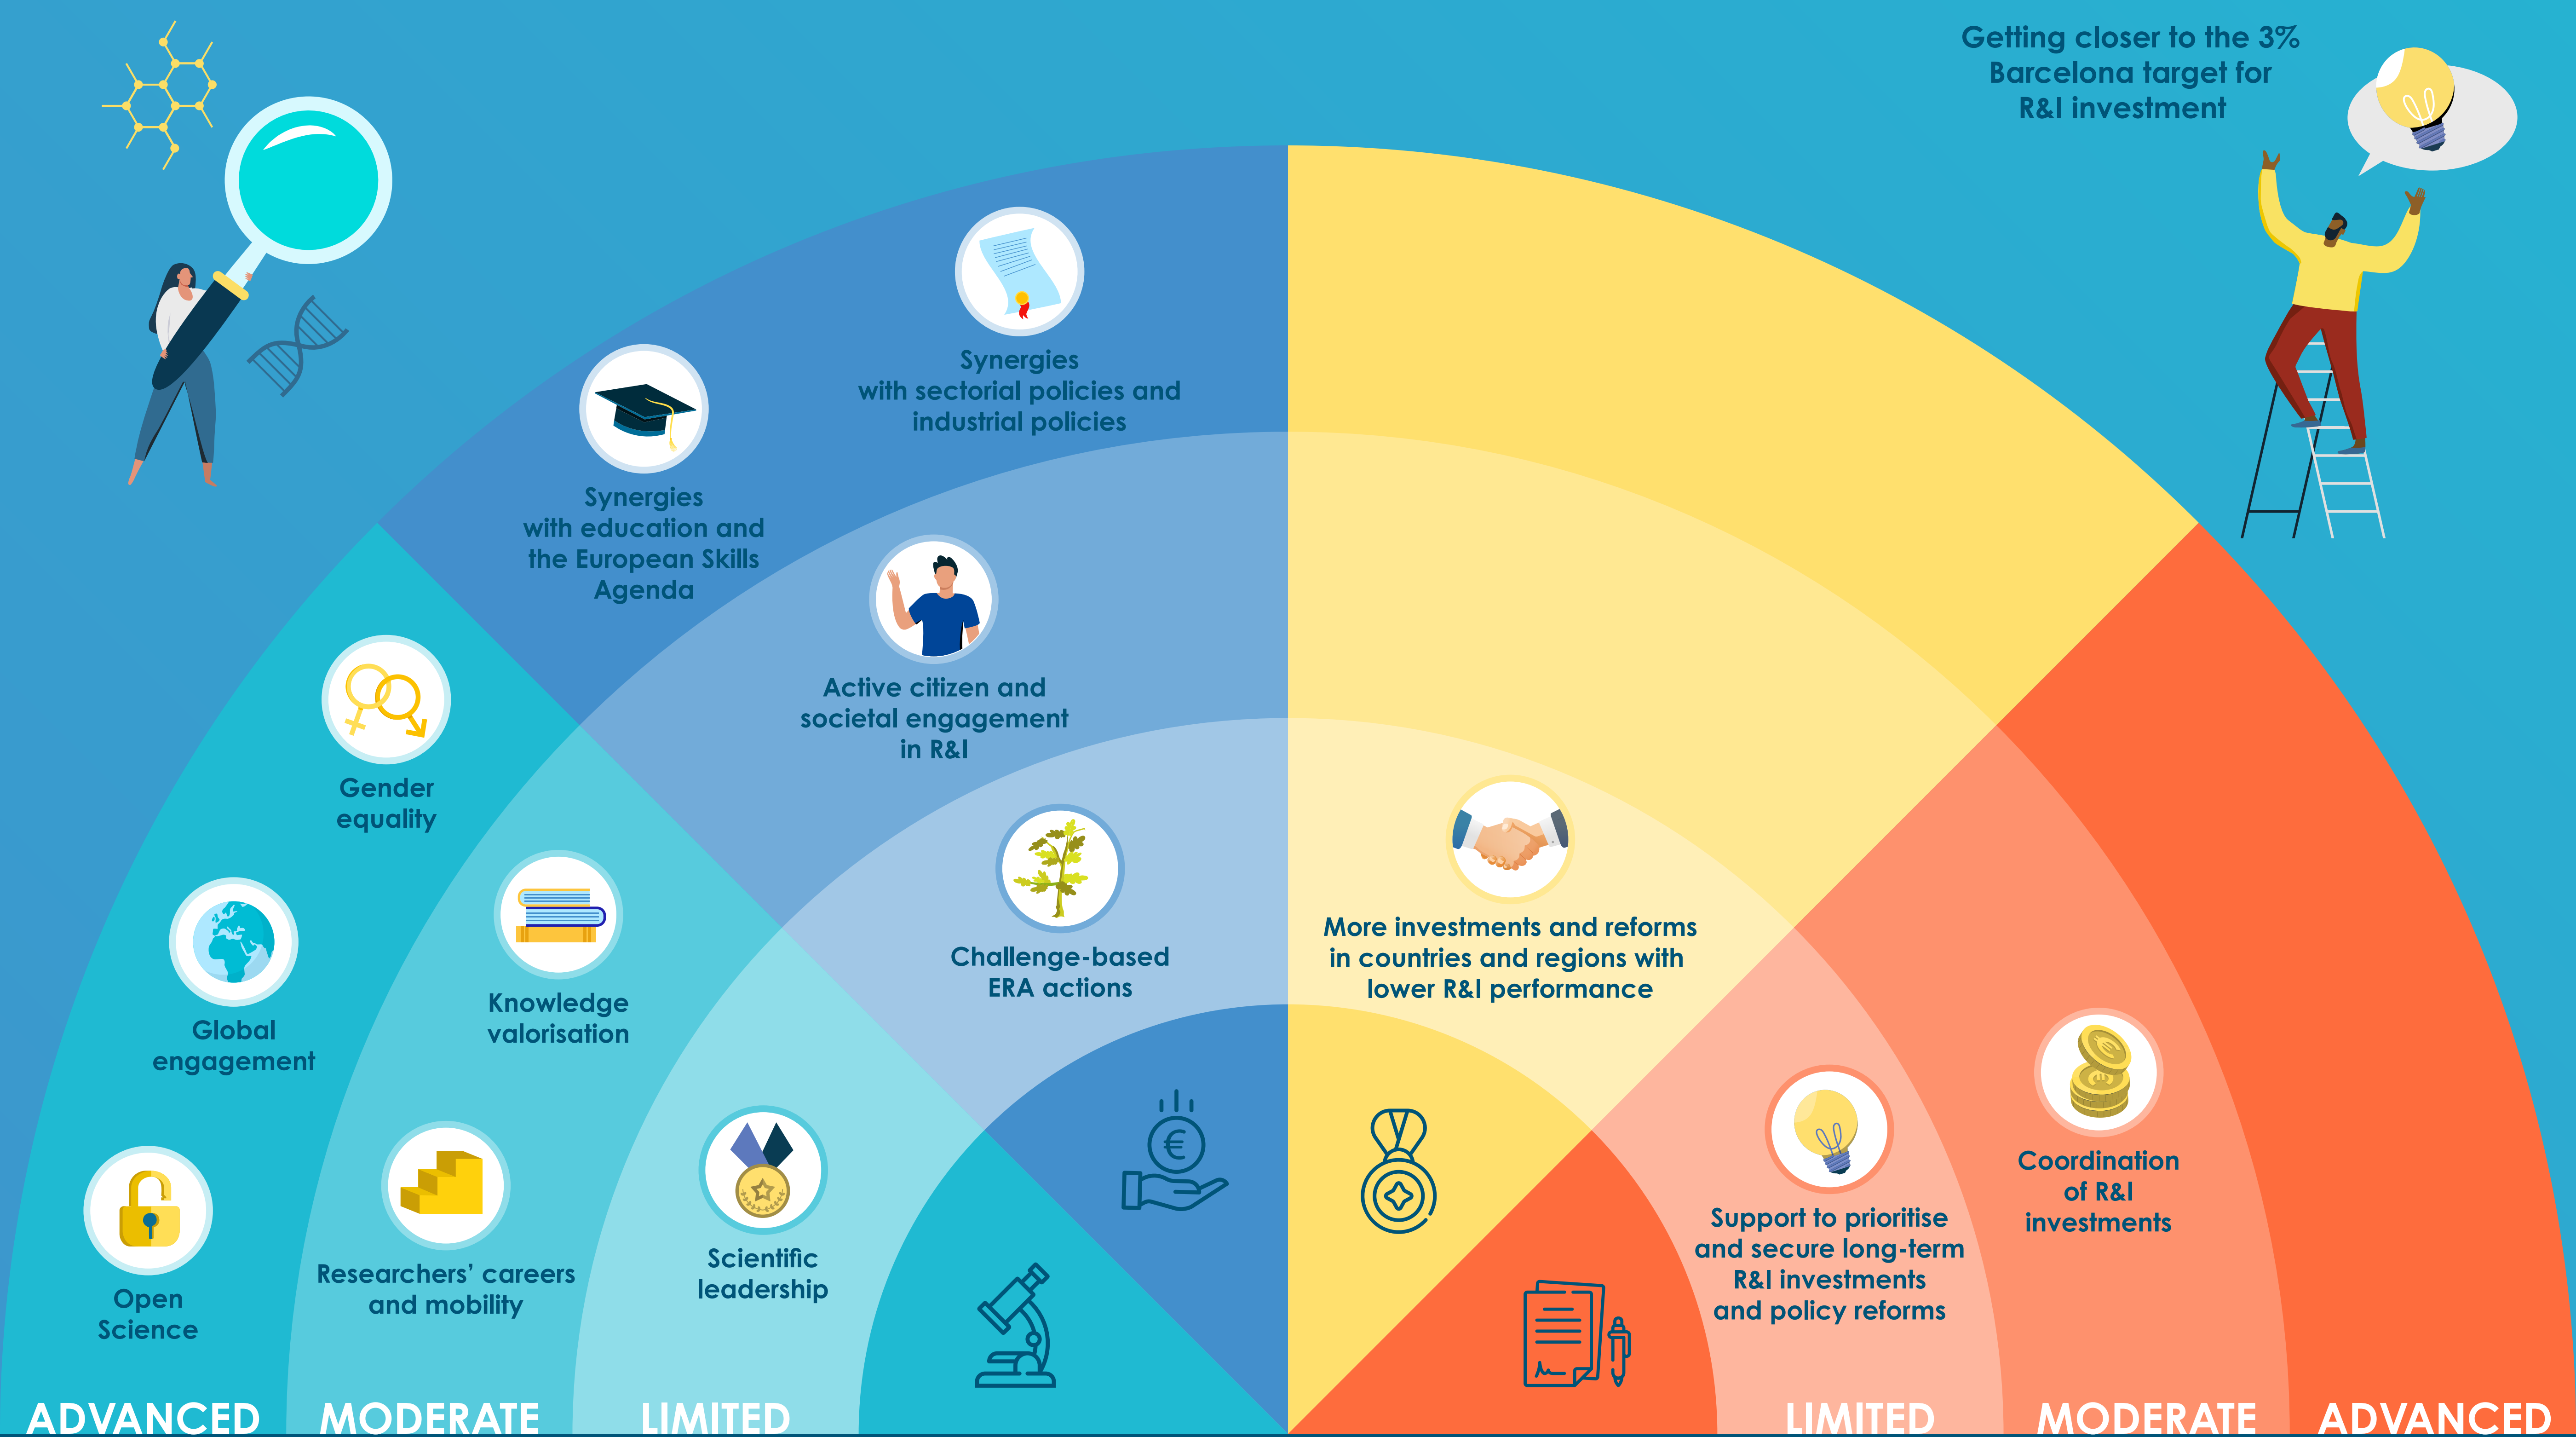 Getting closer to the 3%
Barcelona target for
R&I investment
Synergies
with sectorial policies and
industrial policies
Synergies
with education and
the European Skills
Agenda
Active citizen and
societal engagement
in R&I
Challenge-based
ERA actions
Gender
equality
Global
engagement
Open
Science
Knowledge
valorisation
Researchers’ careers
and mobility
Scientific
leadership
More investments and reforms
in countries and regions with
lower R&I performance
Support to prioritise
and secure long-term
R&I investments
and policy reforms
Coordination
of R&I
investments
€
ADVANCED
MODERATE
LIMITED
LIMITED
MODERATE
ADVANCED